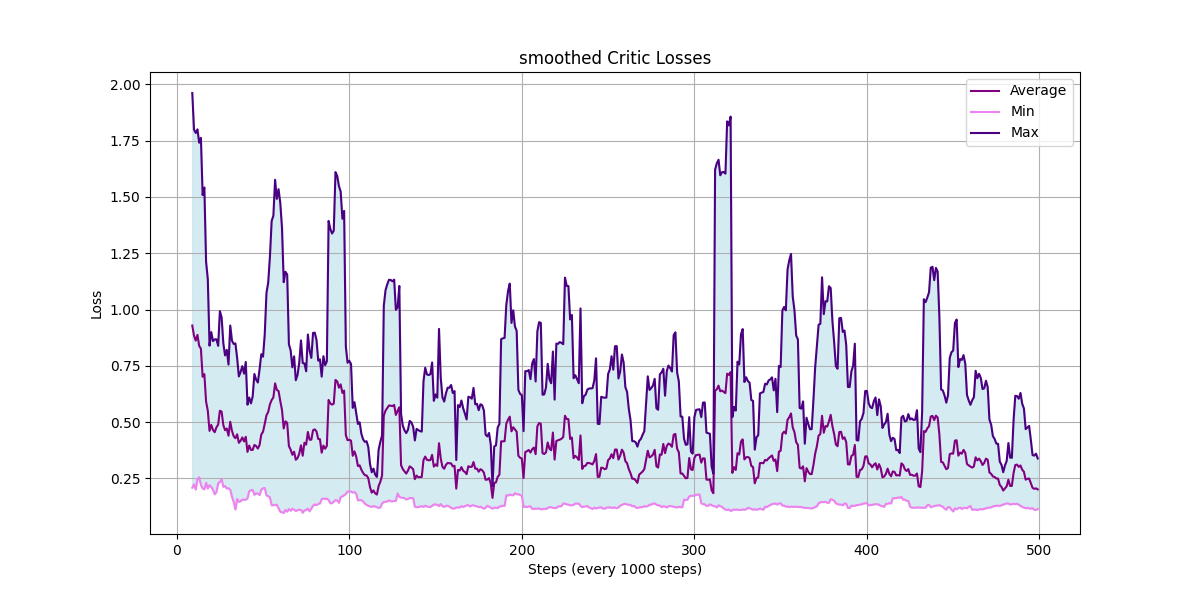 smoothed Critic Losses
2.00
1.75
1.50
1.25
1.00
0.75
0.50
0.25
Loss
Average
Min
Max
0 100 200 300 400 500
Steps (every 1000 steps)